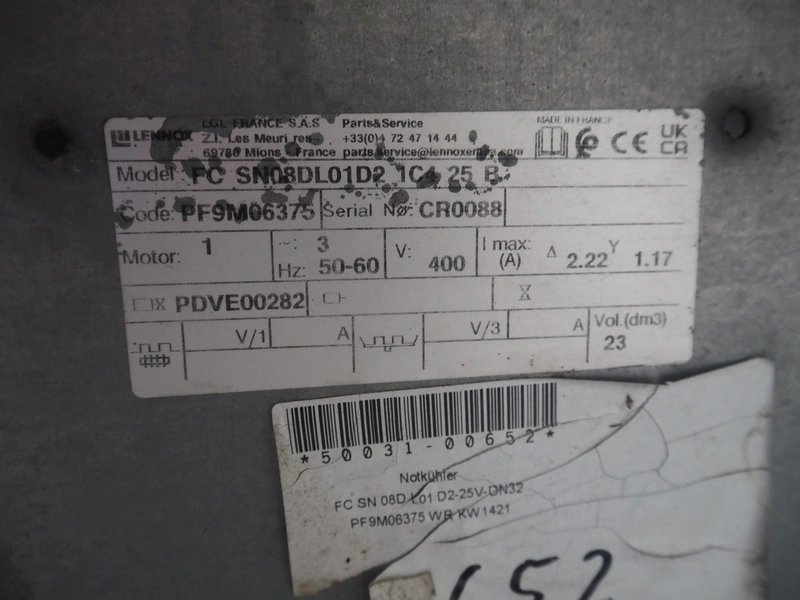 LENNOX
LGL FRANCE S.A.S Parts&Service
Z.I. Les Meurières +33(0)4 72 47 14 44
69780 Mions - France parts.service@lennoxemea.com
MADE IN FRANCE
CE UK CA
Model FC SN08DL01D2 1C4 25 B
Code: PF9M06375 Serial Nø: CR0088
Motor: 1 ~: 3 Hz: 50-60 V: 400 I max: (A) Δ 2.22 Y 1.17
PDVE00282
V/1 A V/3 A Vol.(dm3) 23
*50031-00652*
Notkühler
FC SN 08D L01 D2-25V-DN32
PF9M06375 WR KW1421
652